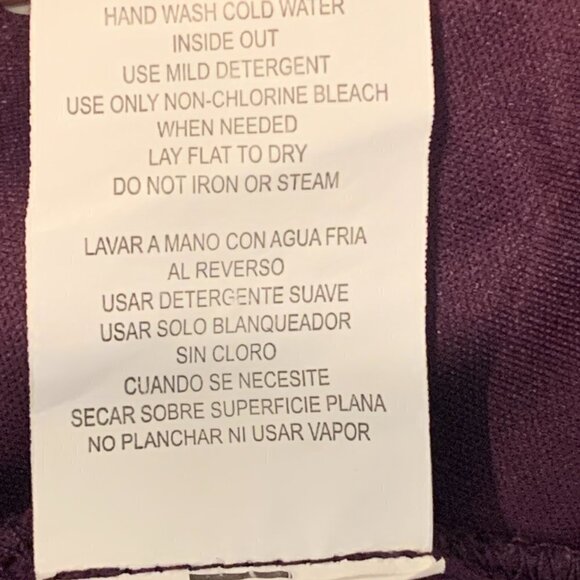 HAND WASH COLD WATER
INSIDE OUT
USE MILD DETERGENT
USE ONLY NON-CHLORINE BLEACH
WHEN NEEDED
LAY FLAT TO DRY
DO NOT IRON OR STEAM
LAVAR A MANO CON AGUA FRIA
AL REVERSO
USAR DETERGENTE SUAVE
USAR SOLO BLANQUEADOR
SIN CLORO
CUANDO SE NECESITE
SECAR SOBRE SUPERFICIE PLANA
NO PLANCHAR NI USAR VAPOR